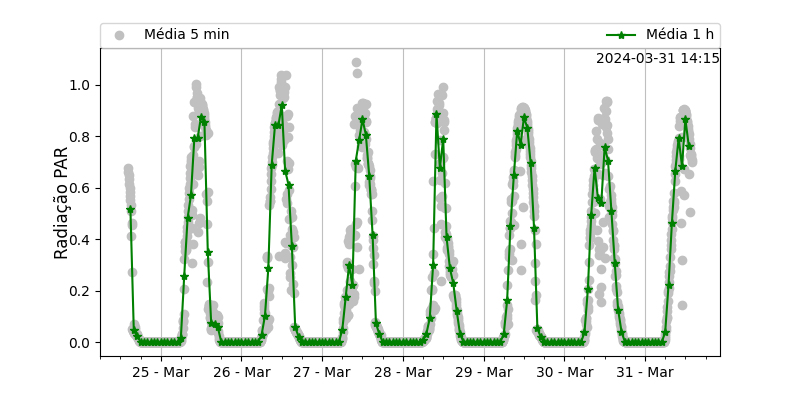 Média 5 min
Média 1 h
2024-03-31 14:15
Radiação PAR
1.0
0.8
0.6
0.4
0.2
0.0
25 - Mar
26 - Mar
27 - Mar
28 - Mar
29 - Mar
30 - Mar
31 - Mar